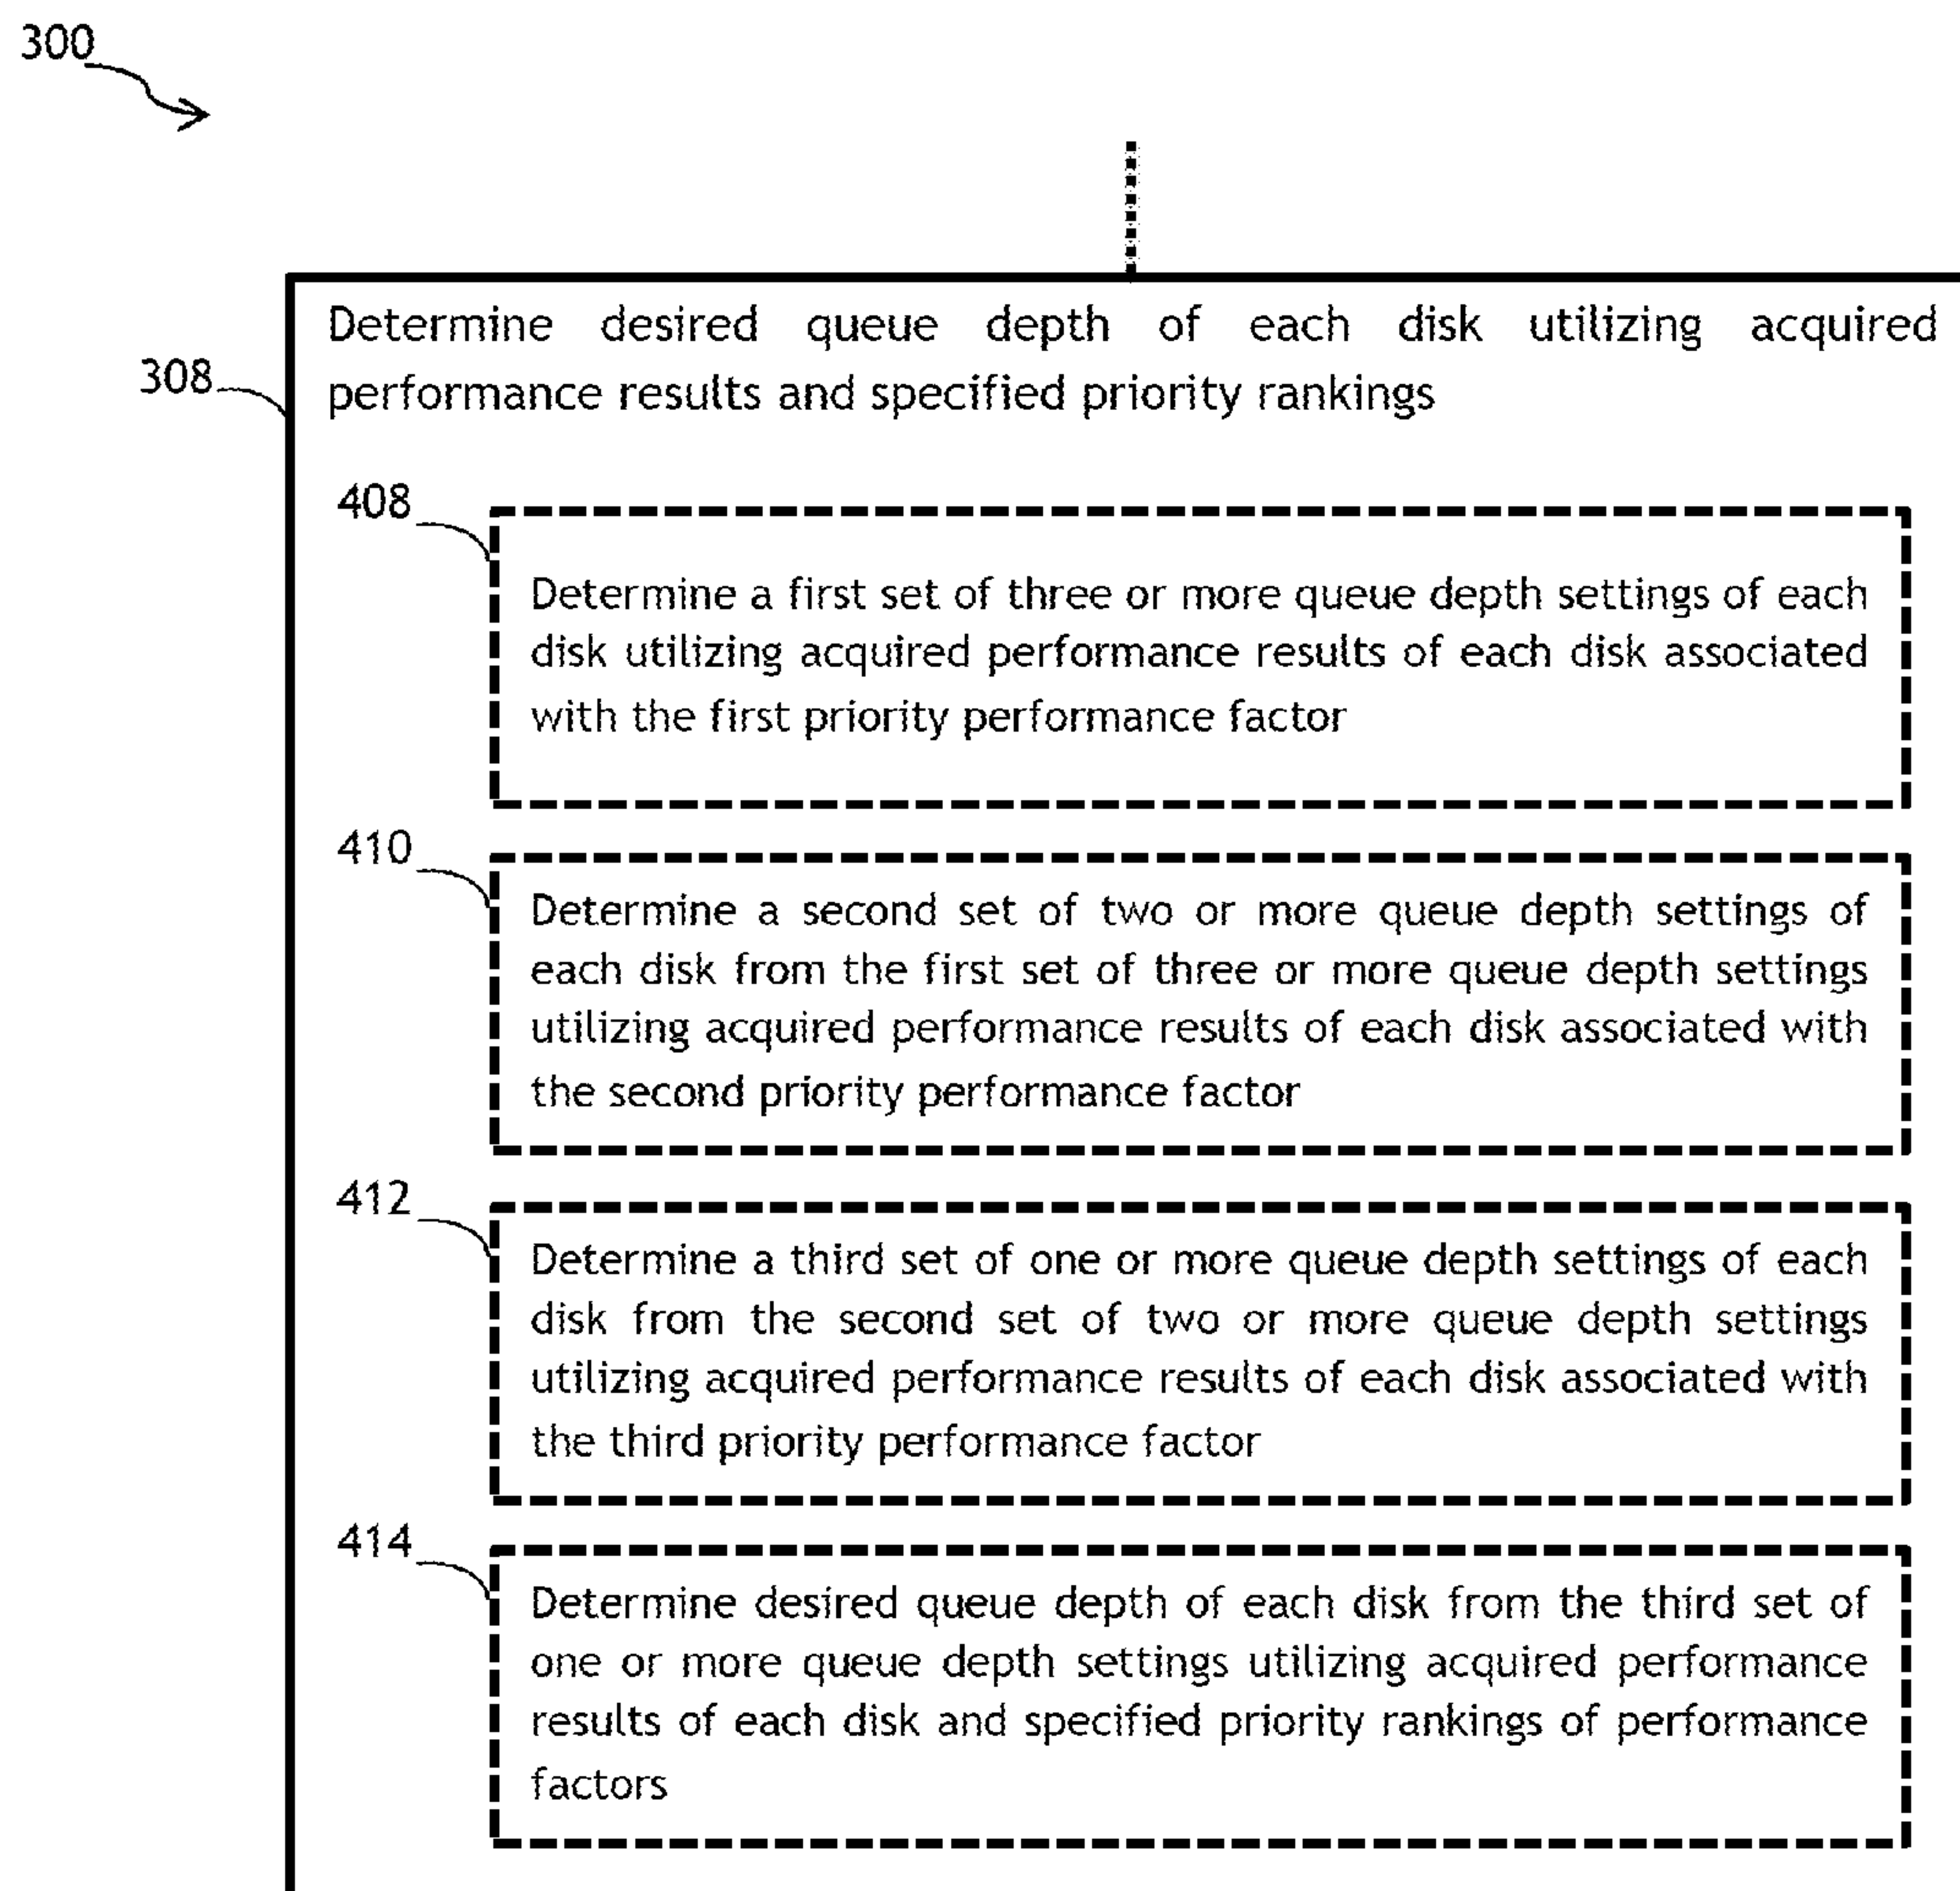 300
Determine desired queue depth of each disk utilizing acquired
performance results and specified priority rankings
308
408
Determine a first set of three or more queue depth settings of each
disk utilizing acquired performance results of each disk associated
with the first priority performance factor
410
Determine a second set of two or more queue depth settings of
each disk from the first set of three or more queue depth settings
utilizing acquired performance results of each disk associated with
the second priority performance factor
412
Determine a third set of one or more queue depth settings of each
disk from the second set of two or more queue depth settings
utilizing acquired performance results of each disk associated with
the third priority performance factor
414
Determine desired queue depth of each disk from the third set of
one or more queue depth settings utilizing acquired performance
results of each disk and specified priority rankings of performance
factors